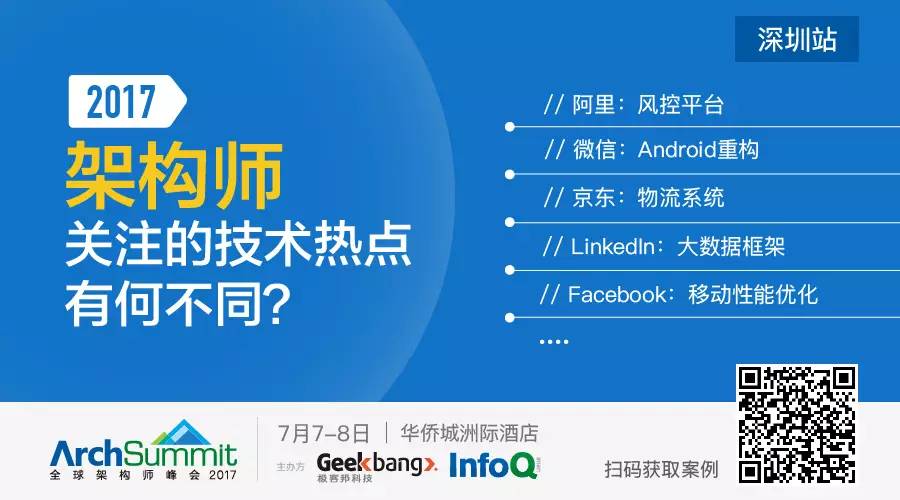 深圳站
2017
架构师
关注的技术热点
有何不同?
// 阿里：风控平台
// 微信：Android重构
// 京东：物流系统
// LinkedIn：大数据框架
// Facebook：移动性能优化
....
ArchSummit
全球架构师峰会 2017
7月7-8日 | 华侨城洲际酒店
主办方 Geekbang>. InfoQ
极客邦科技
扫码获取案例